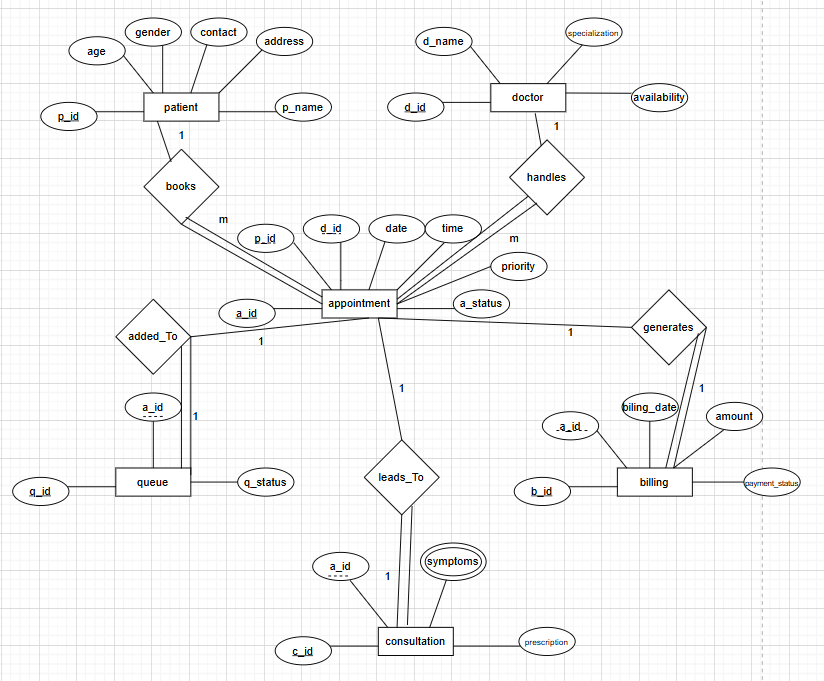 gender
contact
age
address
patient
p_id
p_name
1
d_name
specialization
doctor
d_id
availability
1
books
handles
m
m
p_id
d_id
date
time
priority
a_id
appointment
a_status
added_To
1
1
generates
a_id
1
1
1
biling_date
a_id
amount
queue
q_id
q_status
leads_To
billing
b_id
payment_status
a_id
symptoms
1
consultation
c_id
prescription